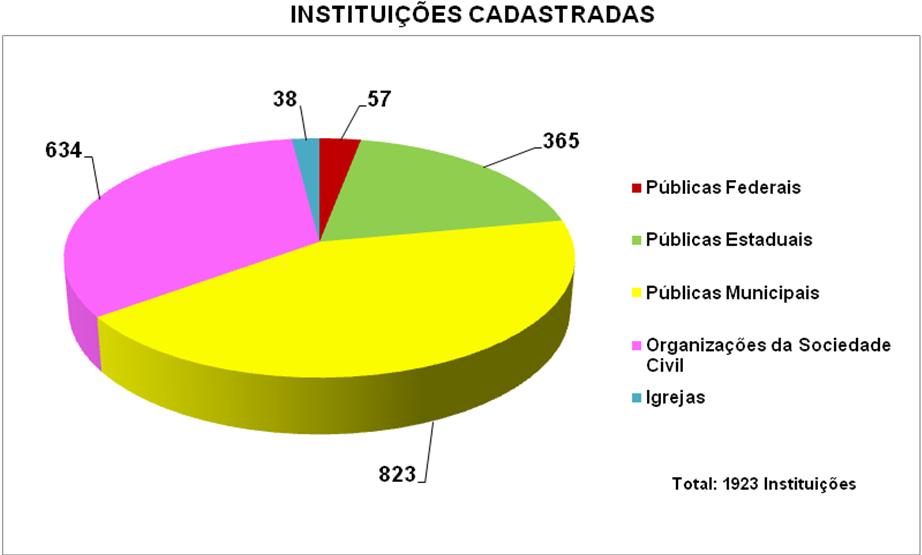 INSTITUIÇÕES CADASTRADAS
38
57
634
365
Públicas Federais
Públicas Estaduais
Públicas Municipais
Organizações da Sociedade
Civil
Igrejas
823
Total: 1923 Instituições